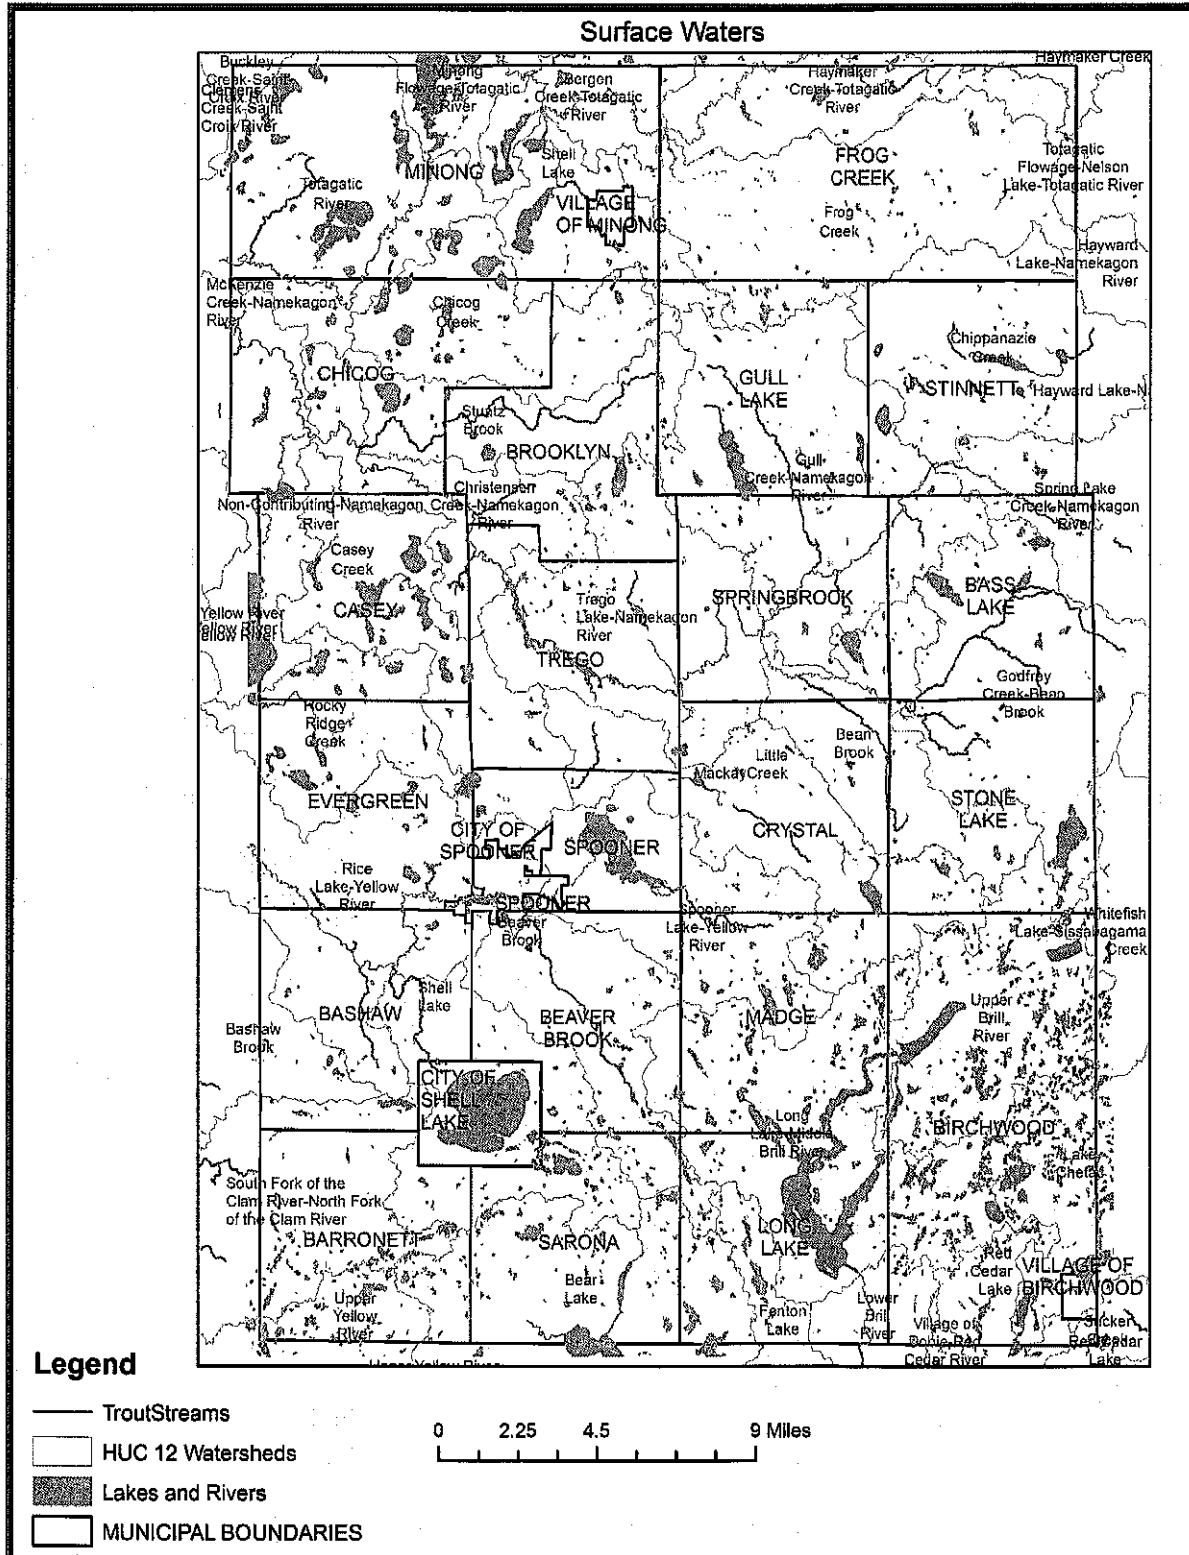 Surface Waters
Buckley
Creek-Saint
Croix River
Clemens
Creek-Saint
Croix River
Minong
Flowage-Totagatic
River
Bergen
Creek-Totagatic
River
Haymaker
Creek-Totagatic
River
Haymaker Creek
MINONG
Shell
Lake
FROG
CREEK
Totagatic
Flowage-Nelson
Lake-Totagatic River
Totagatic
River
VILLAGE
OF MINONG
Frog
Creek
Hayward
Lake-Namekagon
River
Mckenzie
Creek-Namekagon
River
Chicog
Creek
Chippanazie
Creek
CHICOG
GULL
LAKE
STINNETT
Hayward Lake-N
Stuntz
Brook
BROOKLYN
Gull
Creek-Namekagon
River
Christensen
Creek-Namekagon
River
Non-Contributing-Namekagon
River
Spring Lake
Creek-Namekagon
River
Casey
Creek
CASEY
Trego
Lake-Namekagon
River
SPRINGBROOK
BASS
LAKE
Yellow River
Yellow River
TREGO
Godfrey
Creek-Bean
Brook
Rocky
Ridge
Creek
Bean
Brook
Little
MackayCreek
EVERGREEN
CITY OF
SPOONER
SPOONER
CRYSTAL
STONE
LAKE
Rice
Lake-Yellow
River
SPOONER
Beaver
Brook
Spooner
Lake-Yellow
River
Whitefish
Lake-Sissabagama
Creek
Shell
Lake
BASHAW
Bashaw
Brook
BEAVER
BROOK
MADGE
Upper
Brill
River
CITY OF
SHELL
LAKE
Long
Lake-Middle
Brill River
BIRCHWOOD
Lake
Chetac
South Fork of the
Clam River-North Fork
of the Clam River
BARRONETT
SARONA
LONG
LAKE
Red
Cedar
Lake
VILLAGE OF
BIRCHWOOD
Bear
Lake
Upper
Yellow
River
Fenton
Lake
Lower
Brill
River
Village of
Dobie-Red
Cedar River
Sucker
Creek
Red Cedar
Lake
Legend
TroutStreams
HUC 12 Watersheds
Lakes and Rivers
MUNICIPAL BOUNDARIES
0 2.25 4.5 9 Miles